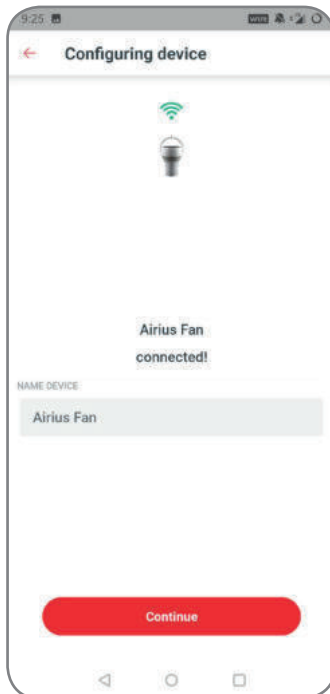 9:25
Configuring device
Airius Fan
connected!
NAME DEVICE
Airius Fan
Continue